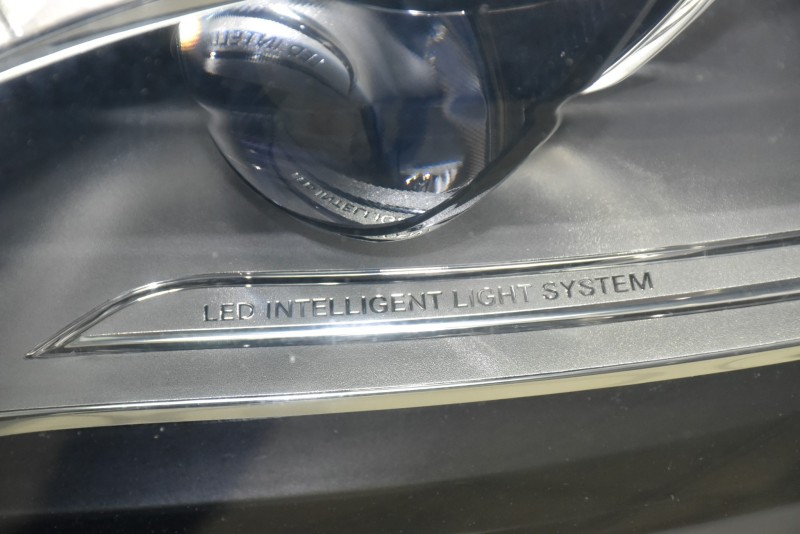 LED INTELLIGENT LIGHT SYSTEM